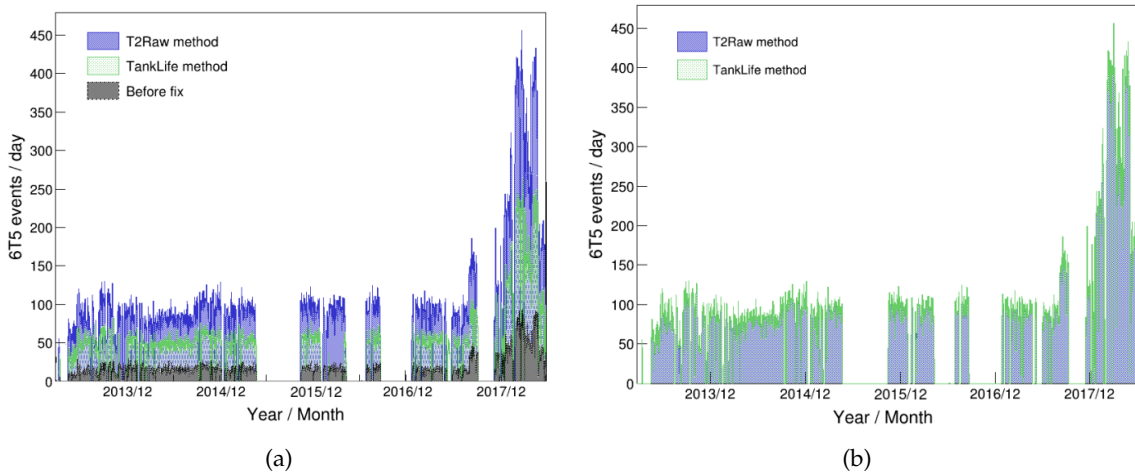 450
400
350
300
250
200
150
100
50
0
6T5 events / day
T2Raw method
TankLife method
Before fix
2013/12 2014/12 2015/12 2016/12 2017/12
Year / Month
(a)
450
400
350
300
250
200
150
100
50
0
6T5 events / day
T2Raw method
TankLife method
2013/12 2014/12 2015/12 2016/12 2017/12
Year / Month
(b)